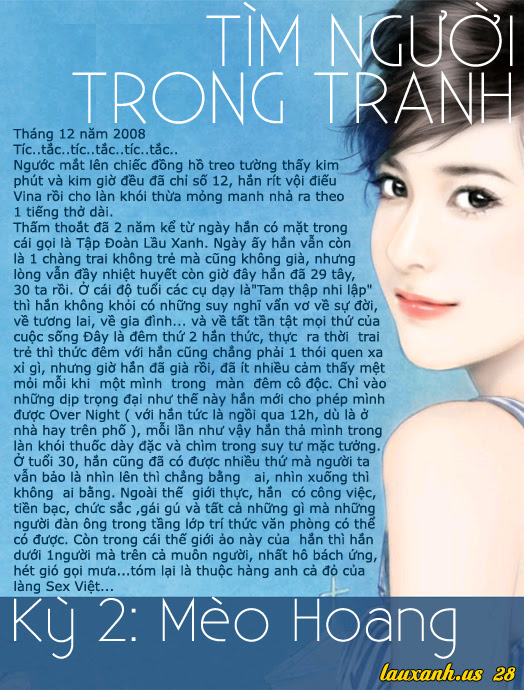 TÌM NGƯỜI
TRONG TRANH
Tháng 12 năm 2008
Tíc..tắc..tíc..tắc..tíc..tắc..
Ngước mắt lên chiếc đồng hồ treo tường thấy kim
phút và kim giờ đều đã chỉ số 12, hắn rít vội điếu
Vina rồi cho làn khói thừa mỏng manh nhả ra theo
1 tiếng thở dài.
Thấm thoắt đã 2 năm kể từ ngày hắn có mặt trong
cái gọi là Tập Đoàn Lầu Xanh. Ngày ấy hắn vẫn còn
là 1 chàng trai không trẻ mà cũng không già, nhưng
lòng vẫn đầy nhiệt huyết còn giờ đây hắn đã 29 tây,
30 ta rồi. Ở cái độ tuổi các cụ dạy là"Tam thập nhi lập"
thì hắn không khỏi có những suy nghĩ vẩn vơ về sự đời,
về tương lai, về gia đình... và về tất tần tật mọi thứ của
cuộc sống Đây là đêm thứ 2 hắn thức, thực ra thời trai
trẻ thì thức đêm với hắn cũng chẳng phải 1 thói quen xa
xỉ gì, nhưng giờ hắn đã già rồi, đã ít nhiều cảm thấy mệt
mỏi mỗi khi một mình trong màn đêm cô độc. Chỉ vào
những dịp trọng đại như thế này hắn mới cho phép mình
được Over Night ( với hắn tức là ngồi qua 12h, dù là ở
nhà hay trên phố ), mỗi lần như vậy hắn thả mình trong
làn khói thuốc dày đặc và chìm trong suy tư mặc tưởng.
Ở tuổi 30, hắn cũng đã có được nhiều thứ mà người ta
vẫn bảo là nhìn lên thì chẳng bằng ai, nhìn xuống thì
không ai bằng. Ngoài thế giới thực, hắn có công việc,
tiền bạc, chức sắc ,gái gú và tất cả những gì mà những
người đàn ông trong tầng lớp trí thức văn phòng có thể
có được. Còn trong cái thế giới ảo này của hắn thì hắn
dưới 1người mà trên cả muôn người, nhất hô bách ứng,
hét gió gọi mưa...tóm lại là thuộc hàng anh cả đỏ của
làng Sex Việt...
Kỳ 2: Mèo Hoang
lauxanh.us 28